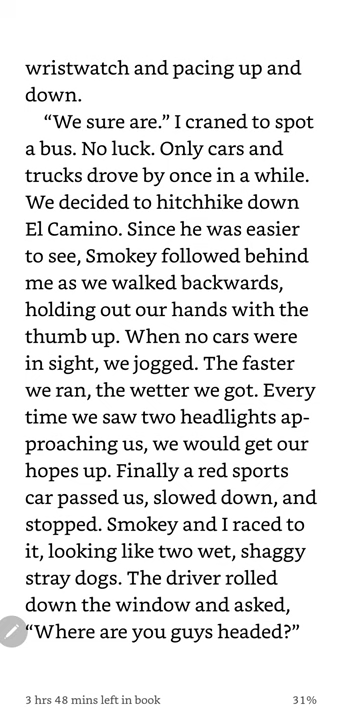 wristwatch and pacing up and
down.
“We sure are.” I craned to spot
a bus. No luck. Only cars and
trucks drove by once in a while.
We decided to hitchhike down
El Camino. Since he was easier
to see, Smokey followed behind
me as we walked backwards,
holding out our hands with the
thumb up. When no cars were
in sight, we jogged. The faster
we ran, the wetter we got. Every
time we saw two headlights ap-
proaching us, we would get our
hopes up. Finally a red sports
car passed us, slowed down, and
stopped. Smokey and I raced to
it, looking like two wet, shaggy
stray dogs. The driver rolled
down the window and asked,
“Where are you guys headed?”
3 hrs 48 mins left in book 31%